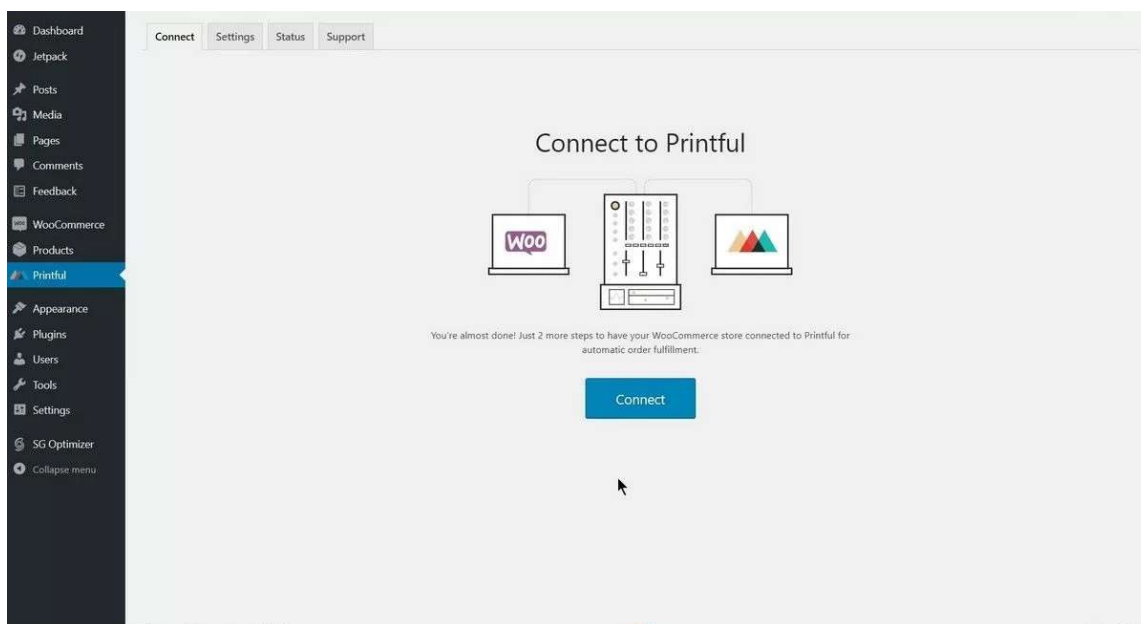 Dashboard
Jetpack
Posts
Media
Pages
Comments
Feedback
WooCommerce
Products
Printful
Appearance
Plugins
Users
Tools
Settings
SG Optimizer
Collapse menu
Connect Settings Status Support
Connect to Printful
WOO
You're almost done! Just 2 more steps to have your WooCommerce store connected to Printful for
automatic order fulfillment.
Connect